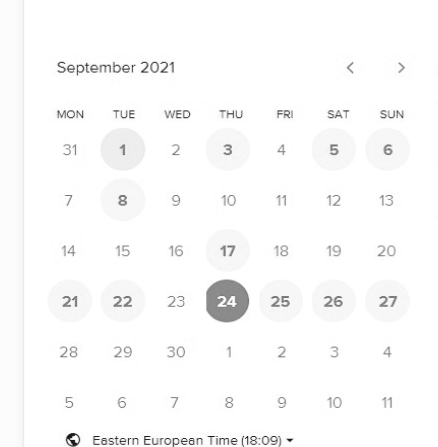 September 2021
MON TUE WED THU FRI SAT SUN
31 1 2 3 4 5 6
7 8 9 10 11 12 13
14 15 16 17 18 19 20
21 22 23 24 25 26 27
28 29 30 1 2 3 4
5 6 7 8 9 10 11
Eastern European Time (18:09)